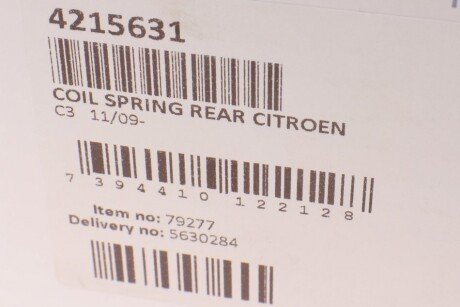 4215631
COIL SPRING REAR CITROEN
C3 11/09-
7 394410 122128
Item no: 79277
Delivery no: 5630284